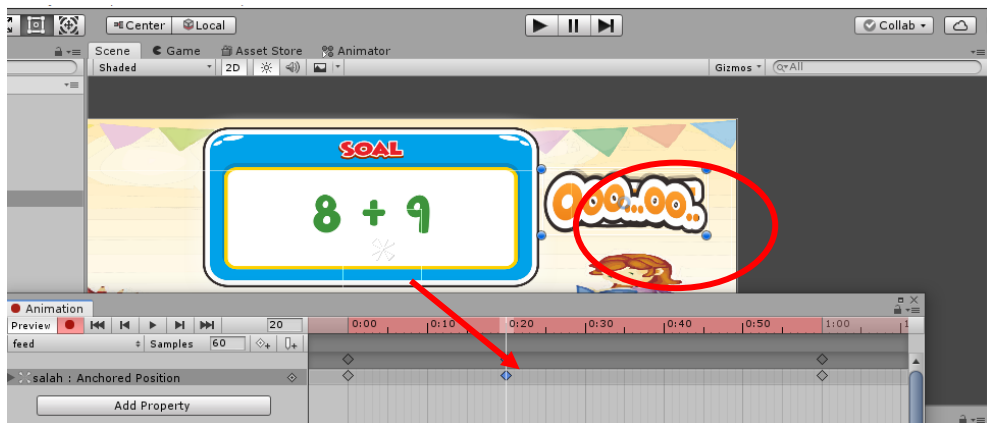 Center Local Collab
Scene Game Asset Store Animator
Shaded 2D Gizmos All
SOAL
8 + 9
OOO..OO..
Animation
Preview 20 0:00 0:10 0:20 0:30 0:40 0:50 1:00
feed Samples 60
salah : Anchored Position
Add Property